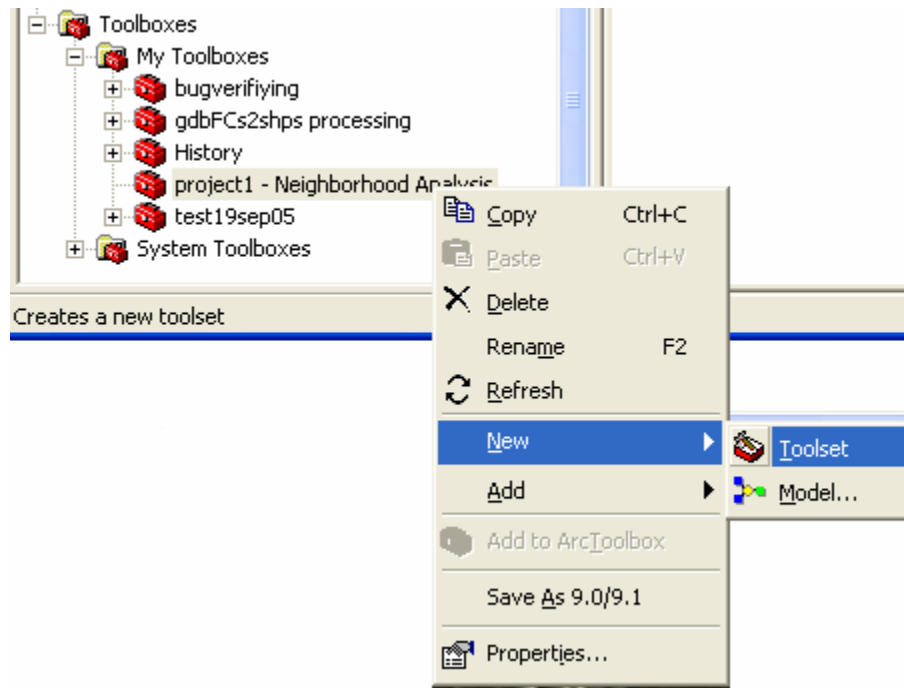 Toolboxes
My Toolboxes
bugverifiying
gdbFCs2shps processing
History
project1 - Neighborhood Analysis
test19sep05
System Toolboxes
Creates a new toolset
Copy Ctrl+C
Paste Ctrl+V
Delete
Rename F2
Refresh
New
Add
Add to ArcToolbox
Save As 9.0/9.1
Properties...
Toolset
Model...